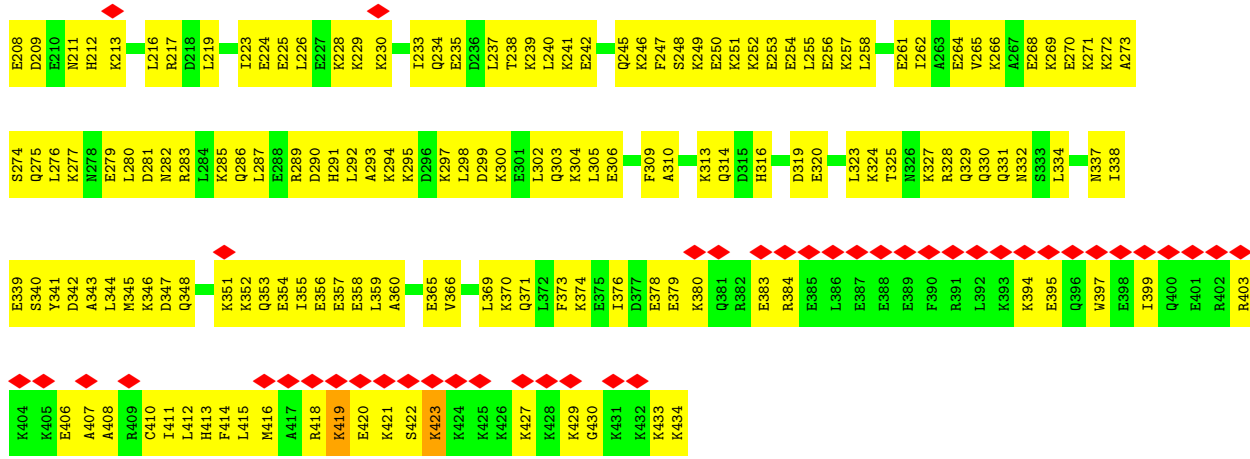 E208 D209 E210 N211 H212 K213 L216 R217 D218 L219 I223 E224 E225 L226 E227 K228 K229 K230 I233 Q234 E235 D236 L237 T238 K239 L240 K241 E242 Q245 K246 F247 S248 K249 E250 K251 K252 E253 E254 L255 E256 K257 L258 E261 I262 A263 E264 V265 K266 A267 E268 K269 E270 K271 K272 A273
S274 Q275 L276 K277 N278 E279 L280 D281 N282 R283 L284 K285 Q286 L287 E288 R289 D290 H291 L292 A293 K294 K295 D296 K297 L298 D299 K300 E301 L302 Q303 K304 L305 E306 F309 A310 K313 Q314 D315 H316 D319 E320 L323 K324 T325 N326 K327 R328 Q329 Q330 Q331 N332 S333 L334 N337 I338
E339 S340 Y341 D342 A343 L344 M345 K346 D347 Q348 K351 K352 Q353 E354 I355 E356 E357 E358 L359 A360 E365 V366 L369 K370 Q371 L372 F373 K374 E375 I376 D377 E378 E379 K380 Q381 R382 E383 R384 E385 L386 E387 E388 E389 F390 R391 L392 K393 K394 E395 Q396 W397 E398 I399 Q400 E401 R402 R403
K404 K405 E406 A407 A408 R409 C410 I411 L412 H413 F414 L415 M416 A417 R418 K419 E420 K421 S422 K423 K424 K425 K426 K427 K428 K429 G430 K431 K432 K433 K434